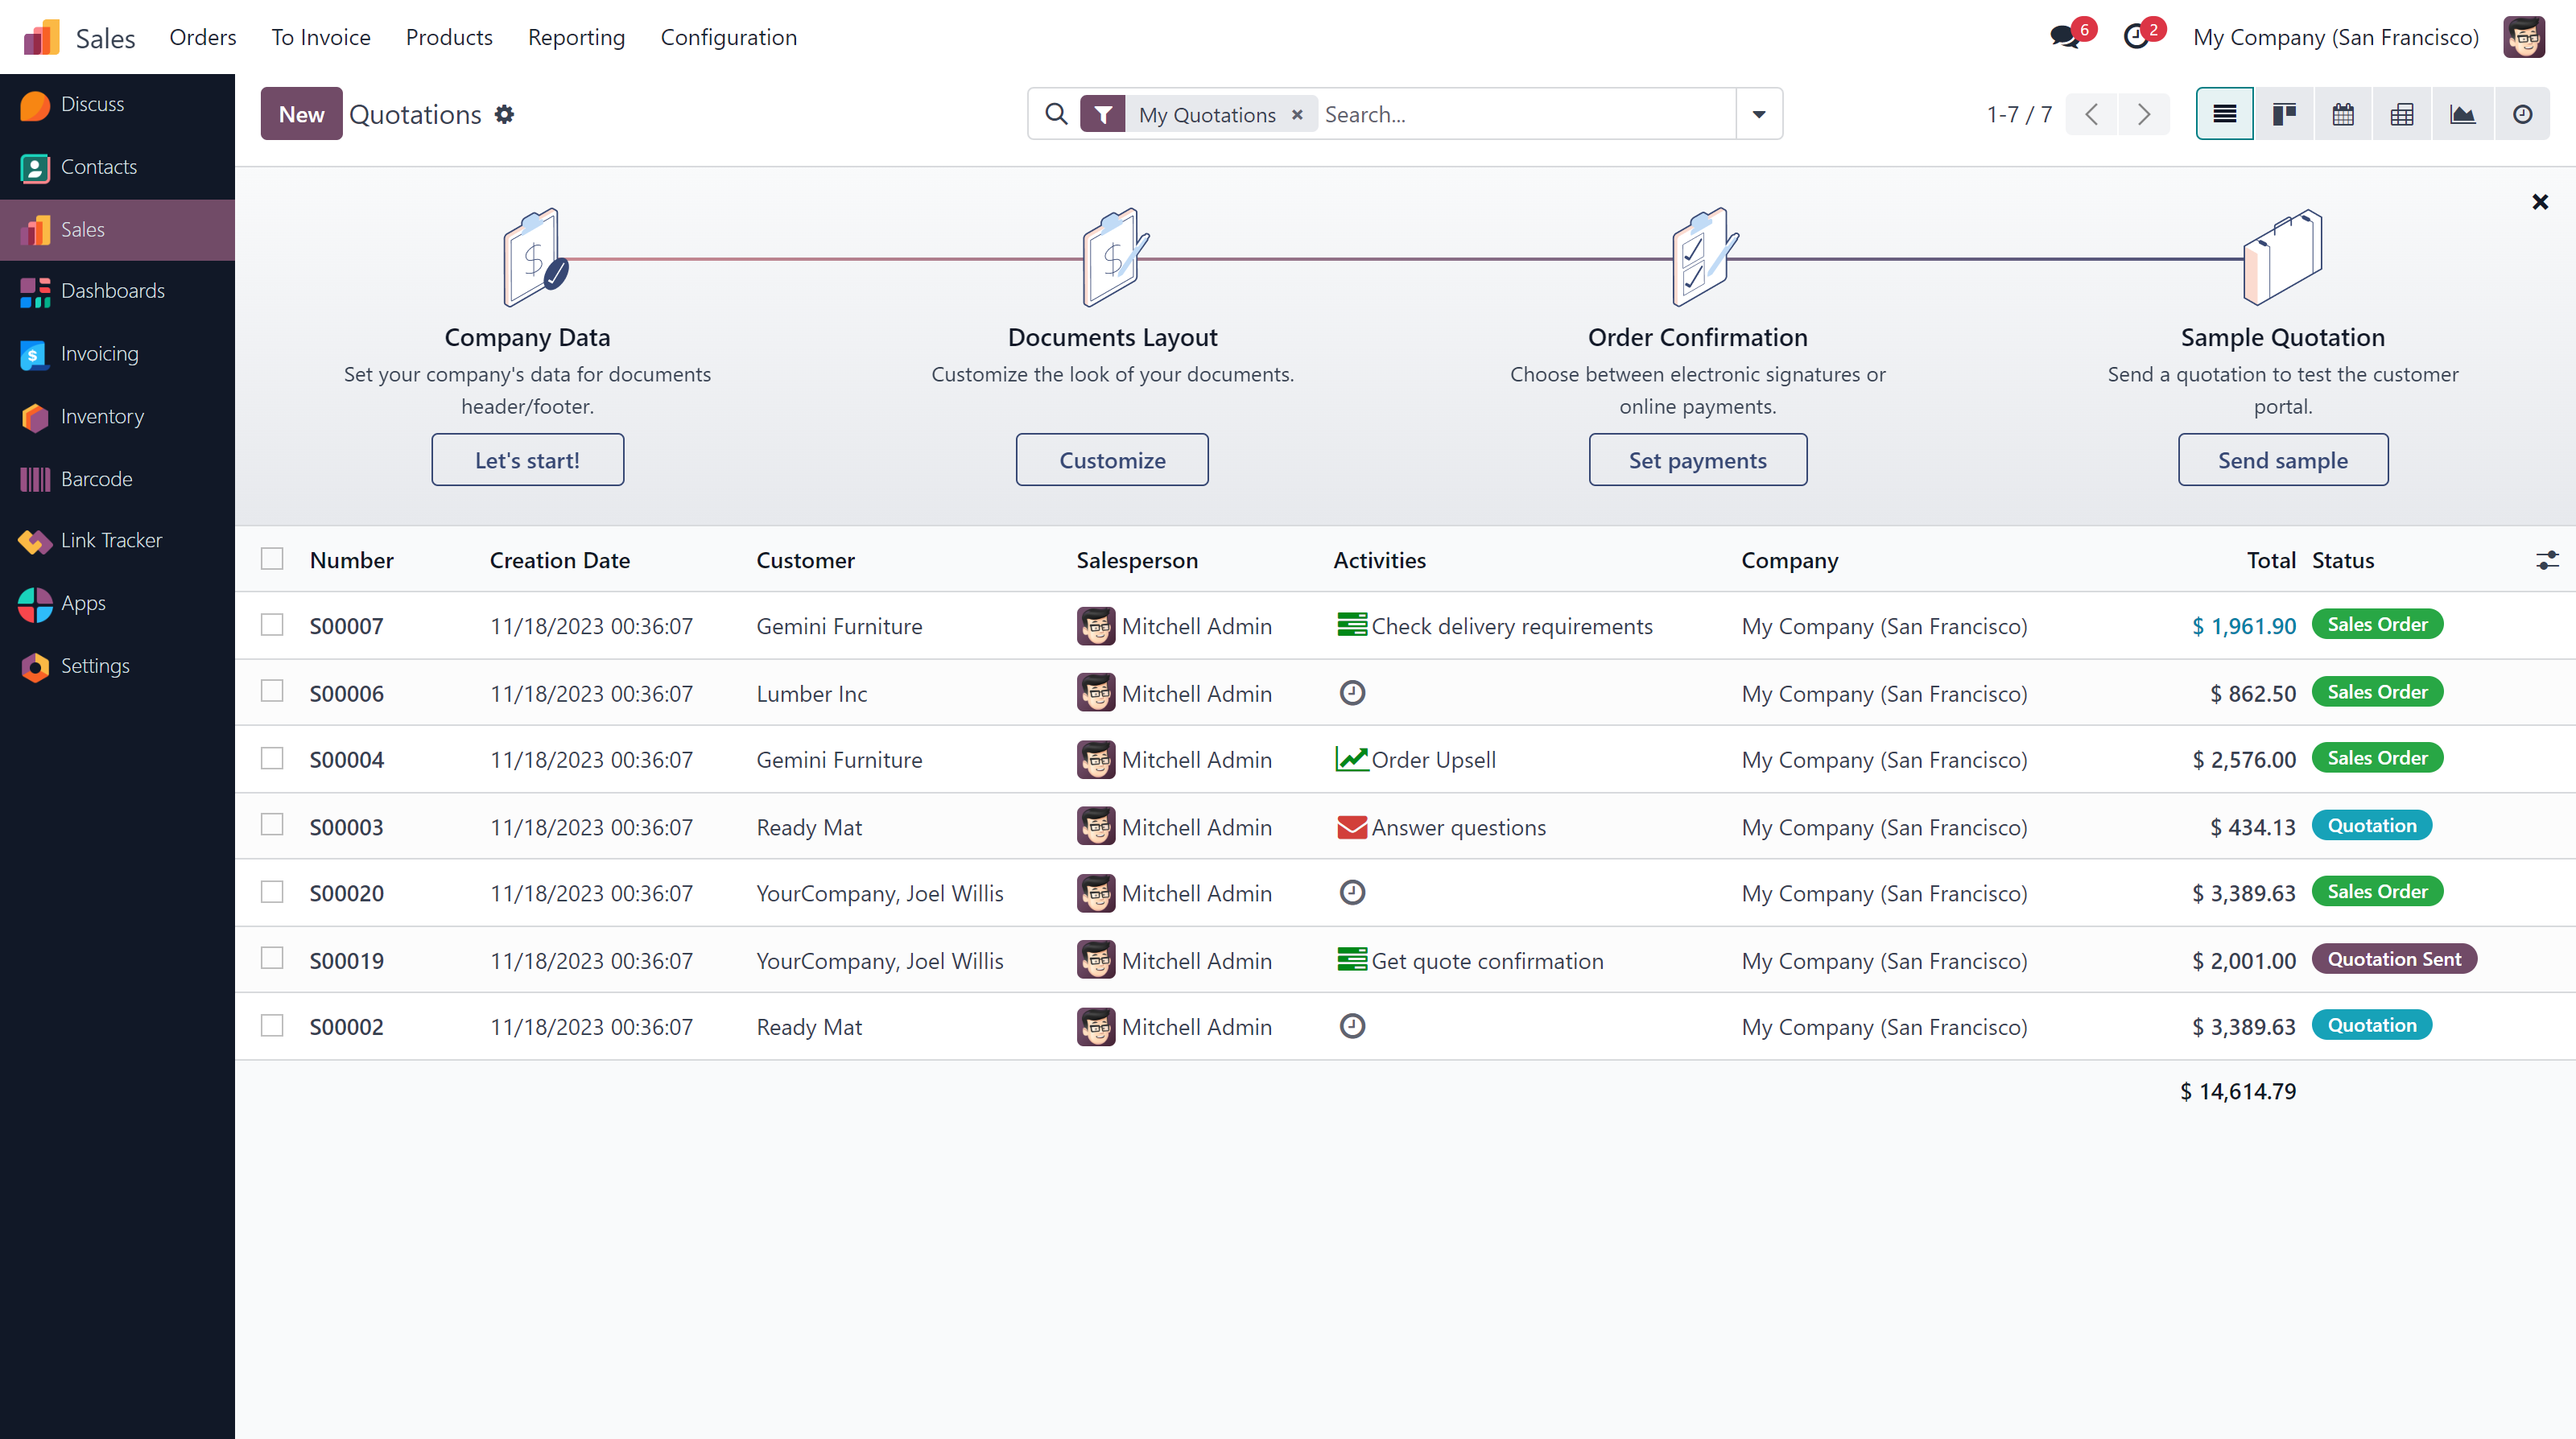 Sales Orders To Invoice Products Reporting Configuration 6 2 My Company (San Francisco)
Discuss
Contacts
Sales
Dashboards
Invoicing
Inventory
Barcode
Link Tracker
Apps
Settings
New Quotations My Quotations × Search... 1-7 / 7
Company Data
Set your company's data for documents
header/footer.
Let's start!
Documents Layout
Customize the look of your documents.
Customize
Order Confirmation
Choose between electronic signatures or
online payments.
Set payments
Sample Quotation
Send a quotation to test the customer
portal.
Send sample
Number Creation Date Customer Salesperson Activities Company Total Status
S00007 11/18/2023 00:36:07 Gemini Furniture Mitchell Admin Check delivery requirements My Company (San Francisco) $ 1,961.90 Sales Order
S00006 11/18/2023 00:36:07 Lumber Inc Mitchell Admin My Company (San Francisco) $ 862.50 Sales Order
S00004 11/18/2023 00:36:07 Gemini Furniture Mitchell Admin Order Upsell My Company (San Francisco) $ 2,576.00 Sales Order
S00003 11/18/2023 00:36:07 Ready Mat Mitchell Admin Answer questions My Company (San Francisco) $ 434.13 Quotation
S00020 11/18/2023 00:36:07 YourCompany, Joel Willis Mitchell Admin My Company (San Francisco) $ 3,389.63 Sales Order
S00019 11/18/2023 00:36:07 YourCompany, Joel Willis Mitchell Admin Get quote confirmation My Company (San Francisco) $ 2,001.00 Quotation Sent
S00002 11/18/2023 00:36:07 Ready Mat Mitchell Admin My Company (San Francisco) $ 3,389.63 Quotation
$ 14,614.79